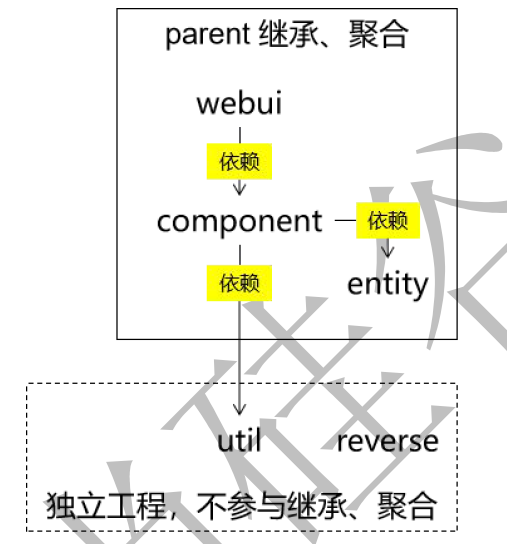 parent 继承、聚合
webui
依赖
component
依赖
依赖
entity
util
reverse
独立工程，不参与继承、聚合